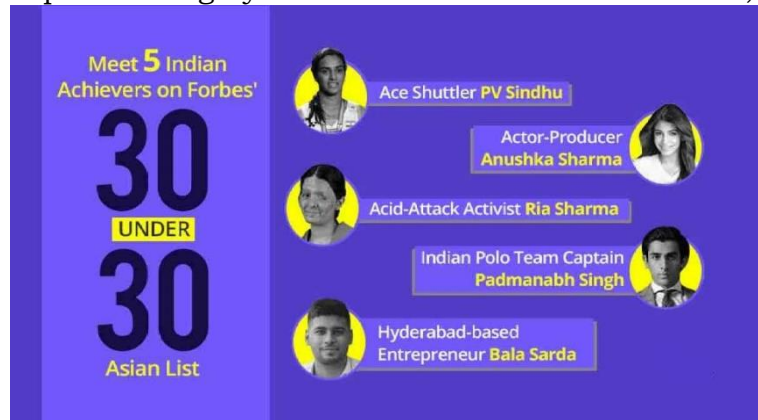 Meet 5 Indian
Achievers on Forbes'
30
UNDER
30
Asian List
Ace Shuttler PV Sindhu
Actor-Producer
Anushka Sharma
Acid-Attack Activist Ria Sharma
Indian Polo Team Captain
Padmanabh Singh
Hyderabad-based
Entrepreneur Bala Sarda